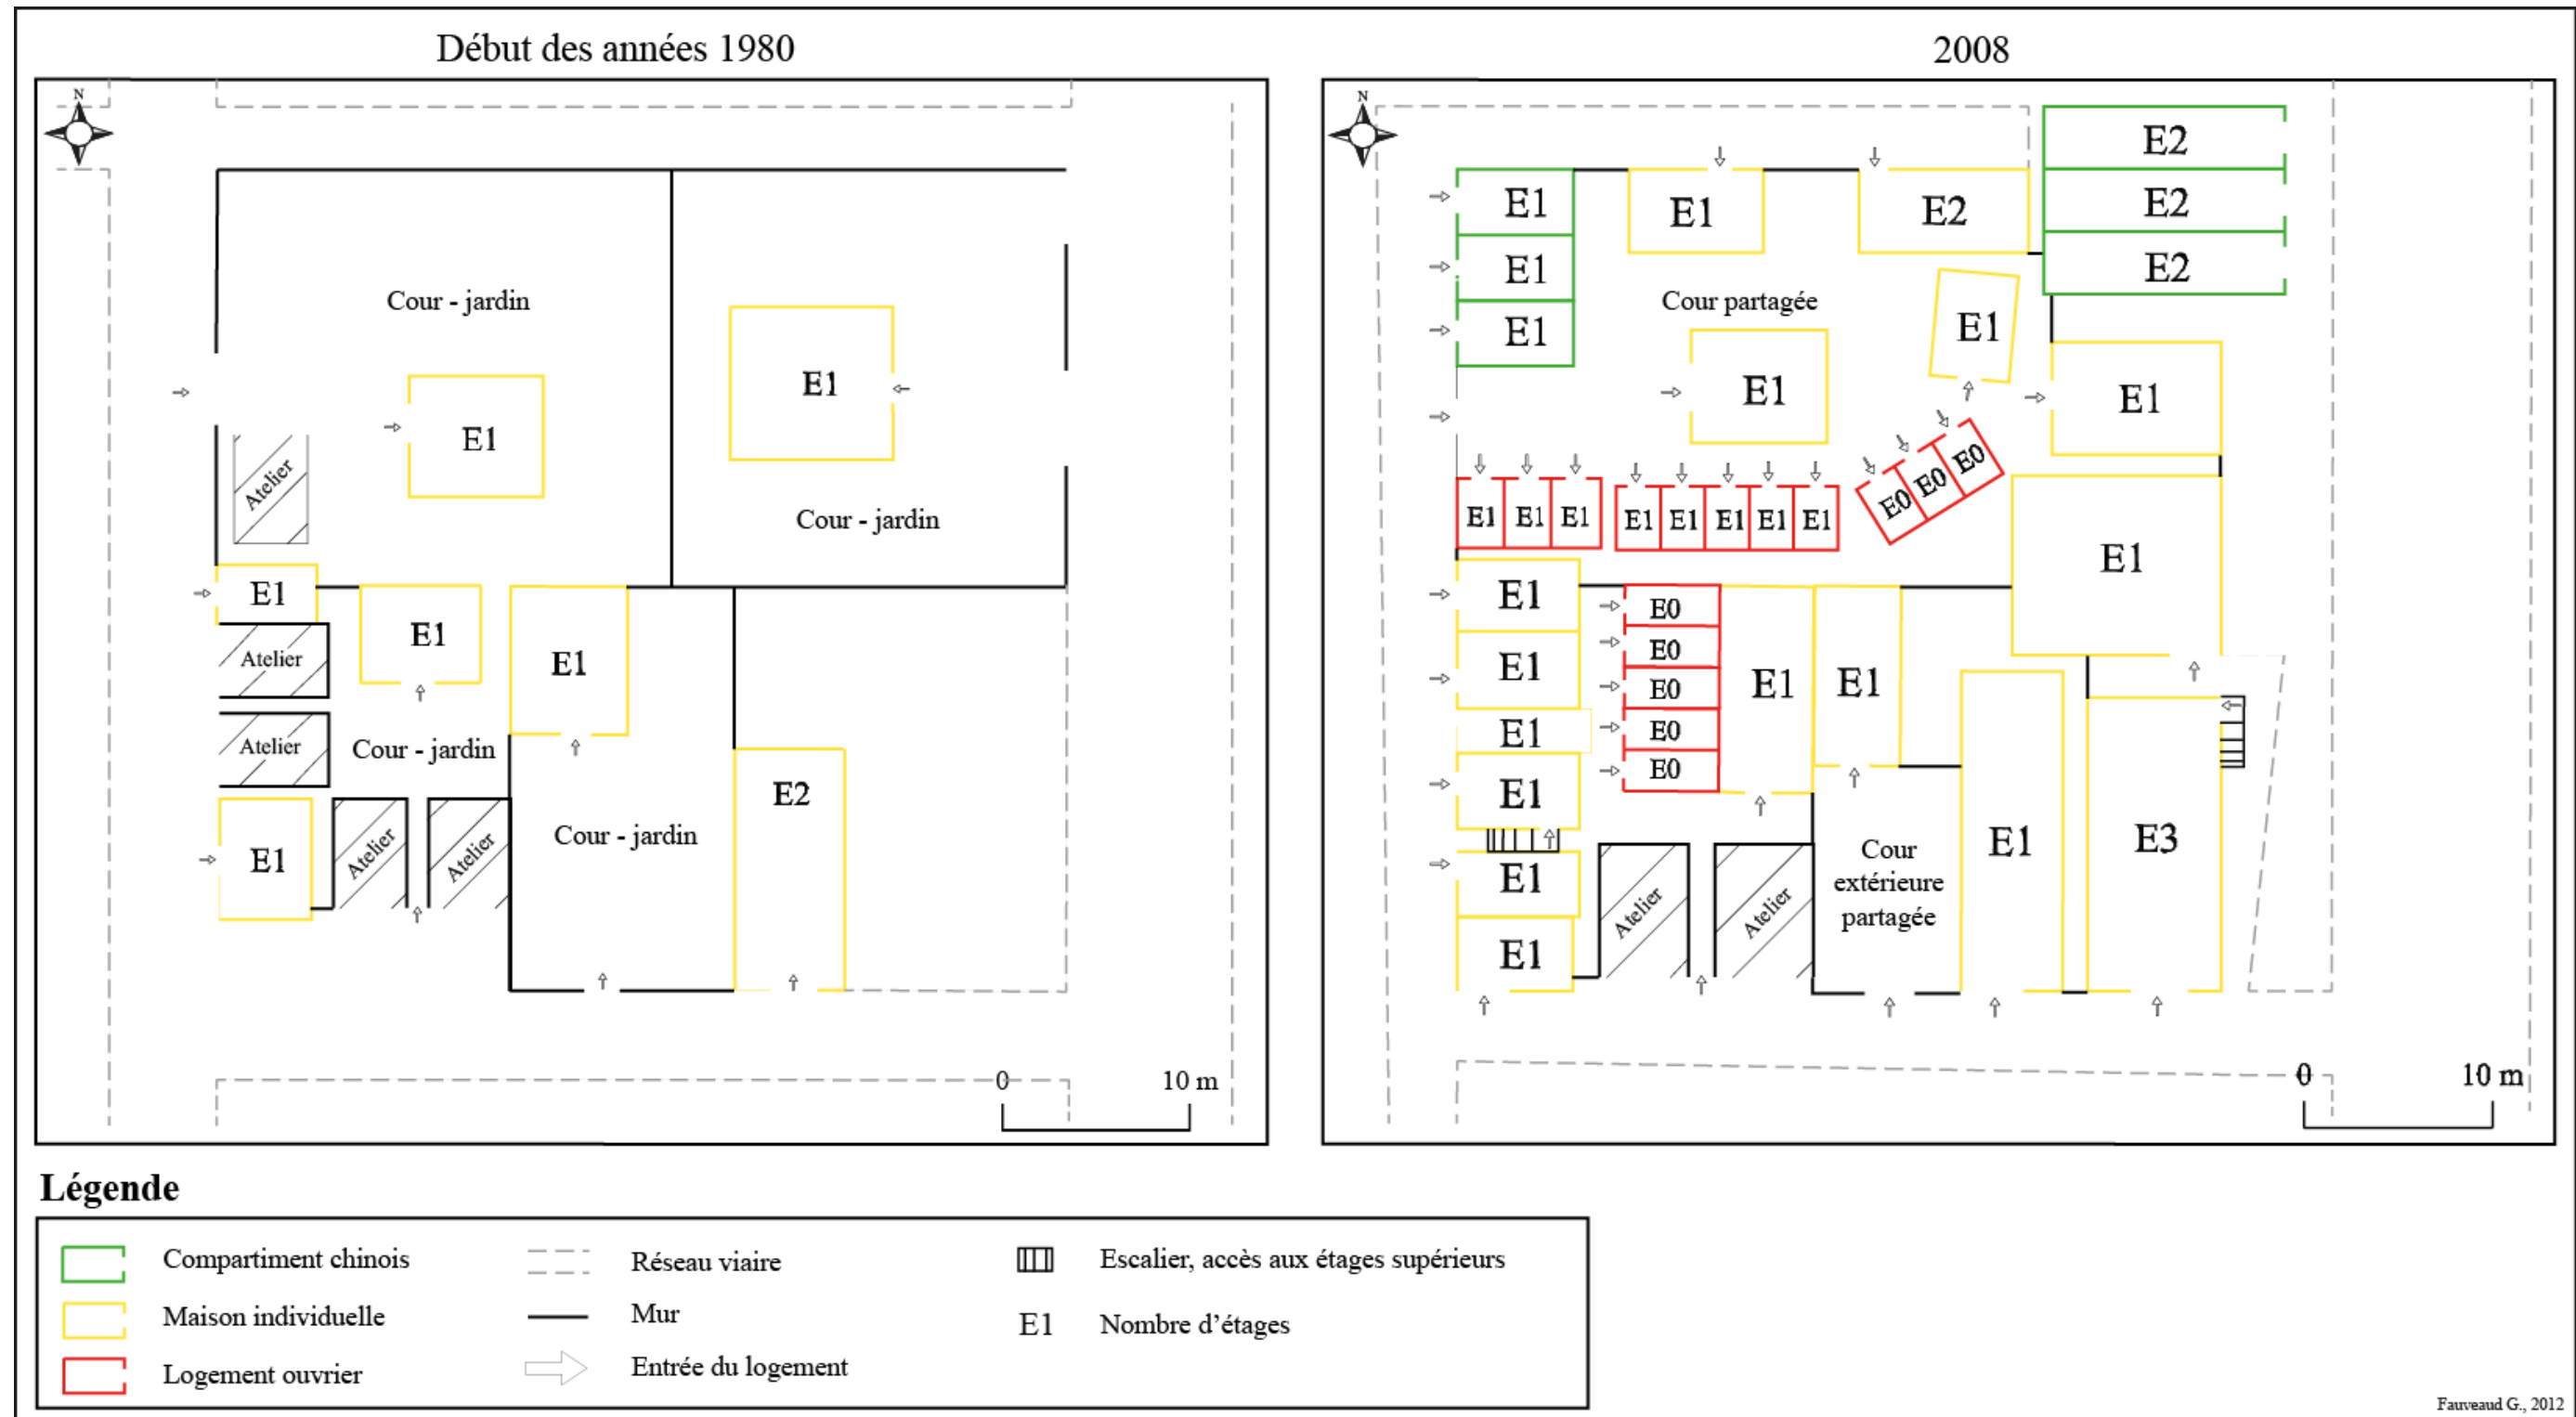 Début des années 1980
N
Cour - jardin
E1
E1
Atelier
Cour - jardin
E1
E1
E1
Atelier
Atelier
Cour - jardin
E2
Cour - jardin
E1
Atelier
Atelier
0
10 m
2008
N
E2
E2
E2
E1
E1
E1
E1
E2
Cour partagée
E1
E1
E1
E1
E1
E1
E1
E1
E1
E1
E1
E0
E0
E0
E1
E1
E1
E1
E1
E1
E1
E0
E0
E0
E0
E0
E1
E1
E1
E3
Cour
extérieure
partagée
Atelier
Atelier
0
10 m
Légende
Compartiment chinois
Maison individuelle
Logement ouvrier
Réseau viaire
Mur
Entrée du logement
Escalier, accès aux étages supérieurs
E1
Nombre d’étages
Fauveaud G., 2012